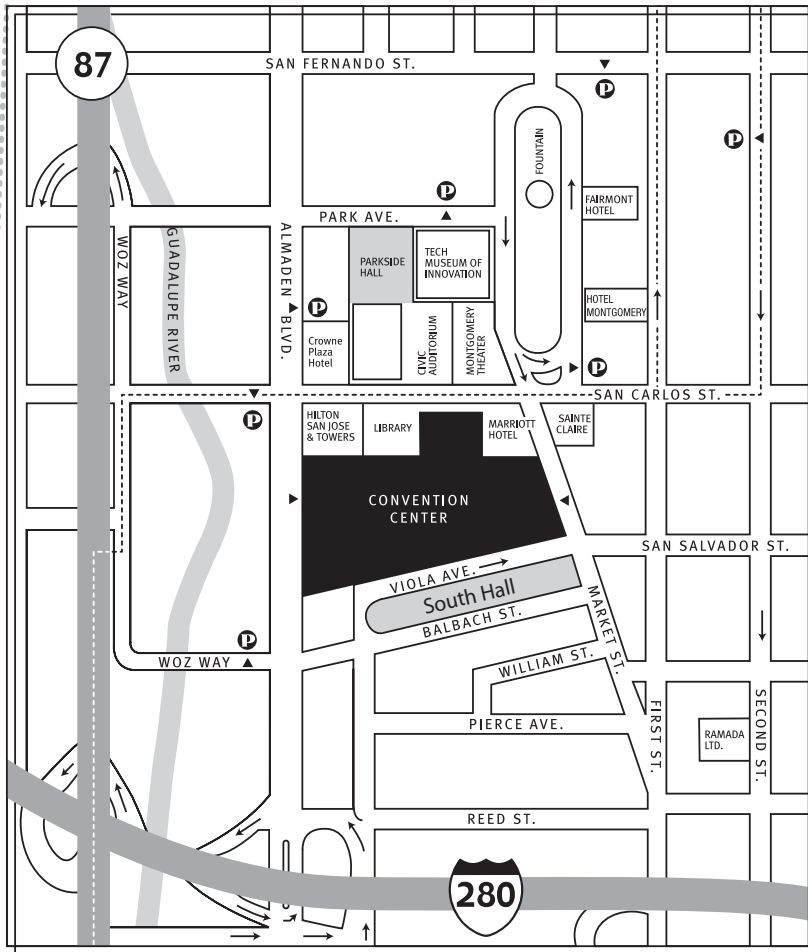 SAN FERNANDO ST.
87
P
P
FOUNTAIN
P
FAIRMONT
HOTEL
PARK AVE.
WOZ WAY
GUADALUPE RIVER
ALMADEN BLVD.
PARKSIDE
HALL
TECH
MUSEUM OF
INNOVATION
HOTEL
MONTGOMERY
P
Crowne
Plaza
Hotel
CIVIC
AUDITORIUM
MONTGOMERY
THEATER
P
SAN CARLOS ST.
P
HILTON
SAN JOSE
& TOWERS
LIBRARY
MARRIOTT
HOTEL
SAINTE
CLAIRE
CONVENTION
CENTER
SAN SALVADOR ST.
VIOLA AVE.
South Hall
BALBACH ST.
MARKET ST.
P
WOZ WAY
WILLIAM ST.
PIERCE AVE.
FIRST ST.
RAMADA
LTD.
SECOND ST.
REED ST.
280